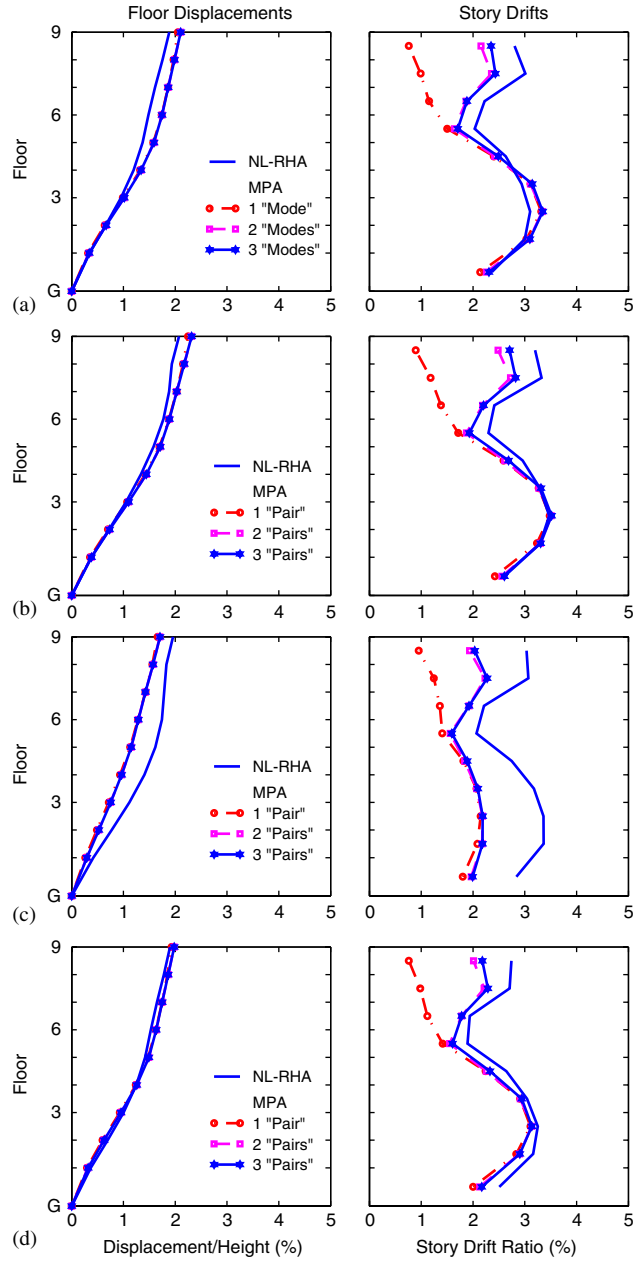 Floor Displacements
Story Drifts
9
6
3
G
Floor
0 1 2 3 4 5
0 1 2 3 4 5
NL-RHA
MPA
1 "Mode"
2 "Modes"
3 "Modes"
(a)
9
6
3
G
Floor
0 1 2 3 4 5
0 1 2 3 4 5
NL-RHA
MPA
1 "Pair"
2 "Pairs"
3 "Pairs"
(b)
9
6
3
G
Floor
0 1 2 3 4 5
0 1 2 3 4 5
NL-RHA
MPA
1 "Pair"
2 "Pairs"
3 "Pairs"
(c)
9
6
3
G
Floor
0 1 2 3 4 5
0 1 2 3 4 5
NL-RHA
MPA
1 "Pair"
2 "Pairs"
3 "Pairs"
(d)
Displacement/Height (%)
Story Drift Ratio (%)